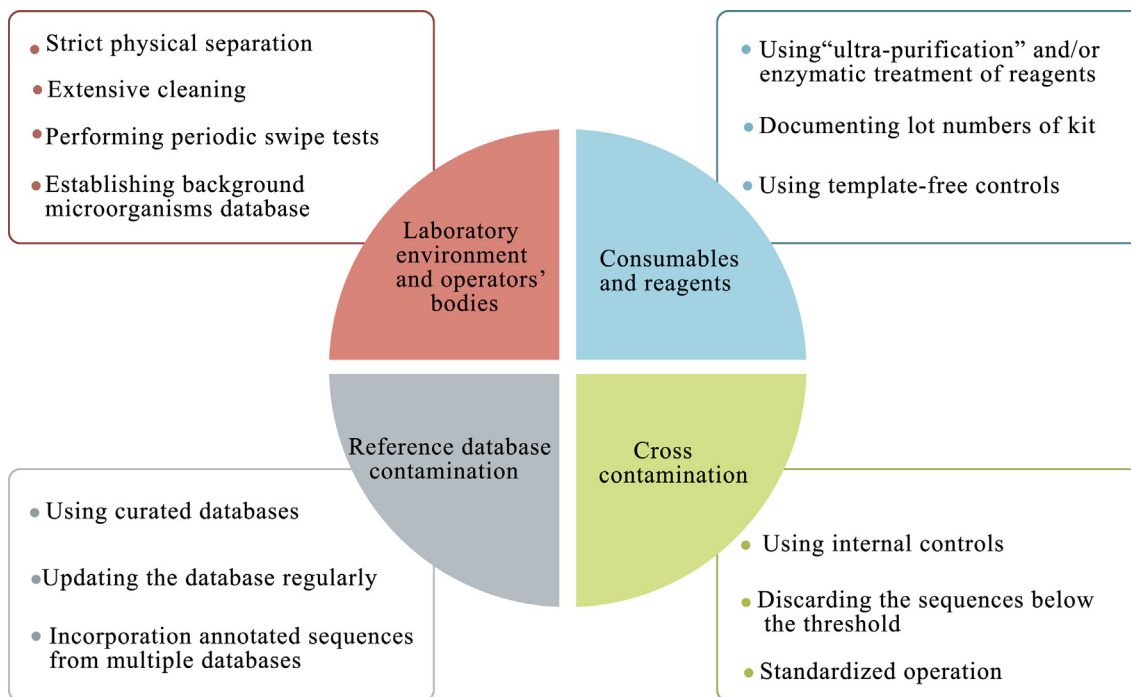 Strict physical separation
Extensive cleaning
Performing periodic swipe tests
Establishing background
microorganisms database
Using“ultra-purification” and/or
enzymatic treatment of reagents
Documenting lot numbers of kit
Using template-free controls
Laboratory
environment
and operators’
bodies
Consumables
and reagents
Reference database
contamination
Cross
contamination
Using curated databases
Updating the database regularly
Incorporation annotated sequences
from multiple databases
Using internal controls
Discarding the sequences below
the threshold
Standardized operation